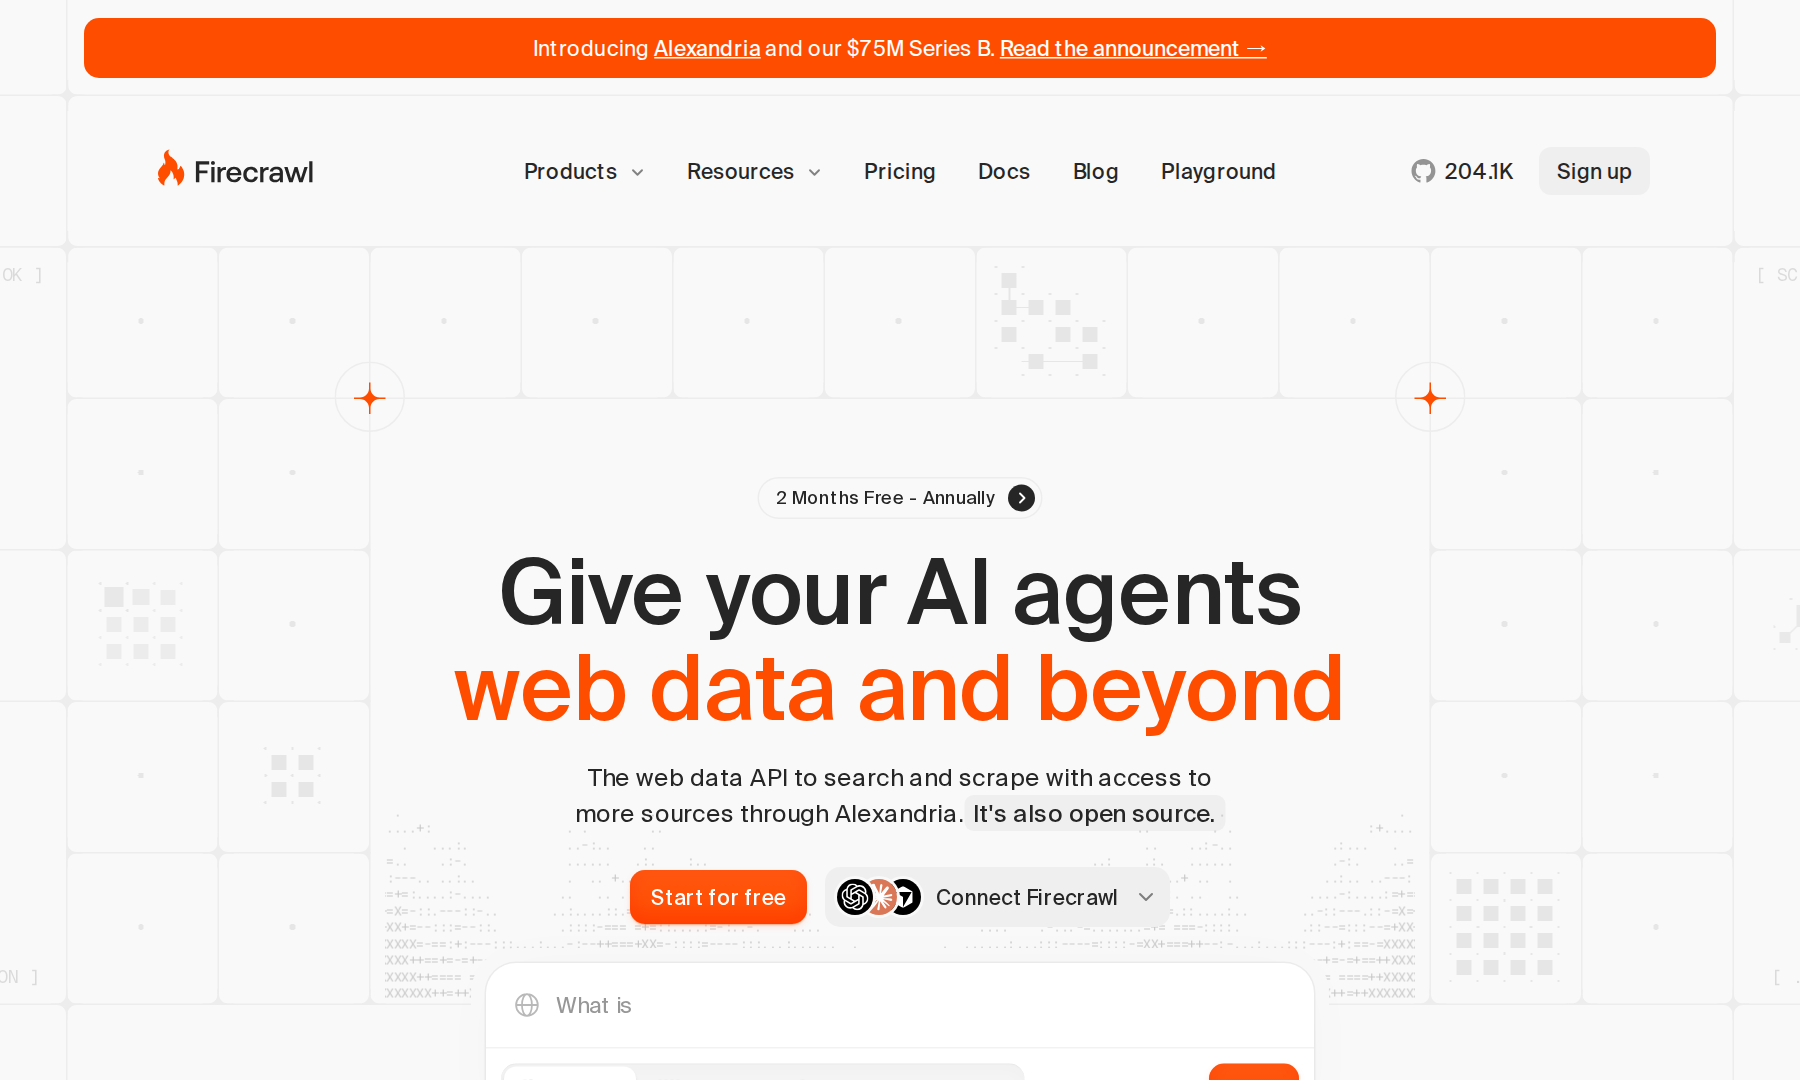 Introducing Alexandria and our $75M Series B. Read the announcement →
Firecrawl
Products
Resources
Pricing
Docs
Blog
Playground
204.1K
Sign up
OK ]
[ SC
2 Months Free - Annually
Give your AI agents
web data and beyond
The web data API to search and scrape with access to
more sources through Alexandria. It's also open source.
Start for free
Connect Firecrawl
ON ]
What is